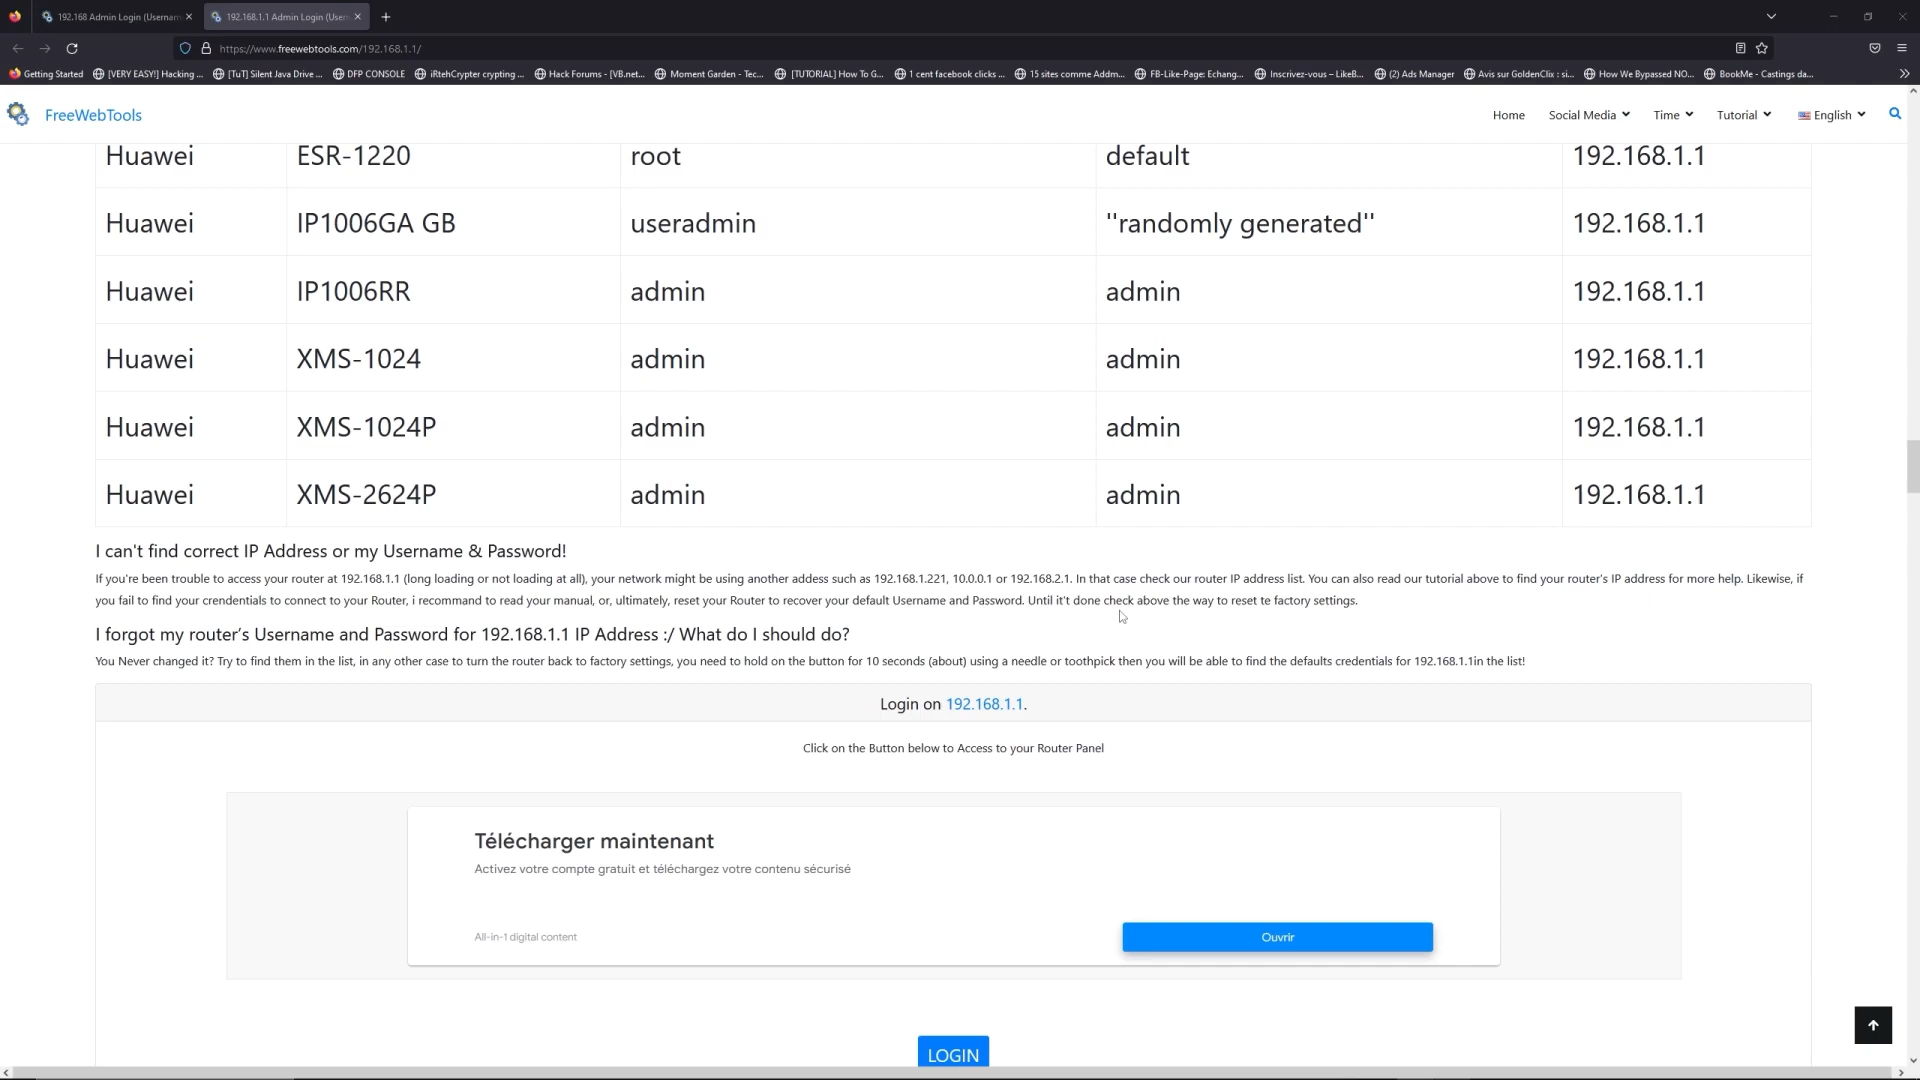 192.168 Admin Login (Usernam
192.168.1.1 Admin Login (User
https://www.freewebtools.com/192.168.1.1/
Getting Started [VERY EASY!] Hacking ... [TuT] Silent Java Drive ... DFP CONSOLE iRtehCrypter crypting ... Hack Forums - [VB.net... Moment Garden - Tec... [TUTORIAL] How To G... 1 cent facebook clicks ... 15 sites comme Addm... FB-Like-Page: Echang... Inscrivez-vous – LikeB... (2) Ads Manager Avis sur GoldenClix : si... How We Bypassed NO... BookMe - Castings da...
FreeWebTools Home Social Media Time Tutorial English
Huawei ESR-1220 root default 192.168.1.1
Huawei IP1006GA GB useradmin ''randomly generated'' 192.168.1.1
Huawei IP1006RR admin admin 192.168.1.1
Huawei XMS-1024 admin admin 192.168.1.1
Huawei XMS-1024P admin admin 192.168.1.1
Huawei XMS-2624P admin admin 192.168.1.1
I can't find correct IP Address or my Username & Password!
If you're been trouble to access your router at 192.168.1.1 (long loading or not loading at all), your network might be using another addess such as 192.168.1.221, 10.0.0.1 or 192.168.2.1. In that case check our router IP address list. You can also read our tutorial above to find your router's IP address for more help. Likewise, if
you fail to find your crendentials to connect to your Router, i recommand to read your manual, or, ultimately, reset your Router to recover your default Username and Password. Until it't done check above the way to reset te factory settings.
I forgot my router’s Username and Password for 192.168.1.1 IP Address :/ What do I should do?
You Never changed it? Try to find them in the list, in any other case to turn the router back to factory settings, you need to hold on the button for 10 seconds (about) using a needle or toothpick then you will be able to find the defaults credentials for 192.168.1.1in the list!
Login on 192.168.1.1.
Click on the Button below to Access to your Router Panel
Télécharger maintenant
Activez votre compte gratuit et téléchargez votre contenu sécurisé
All-in-1 digital content
Ouvrir
LOGIN